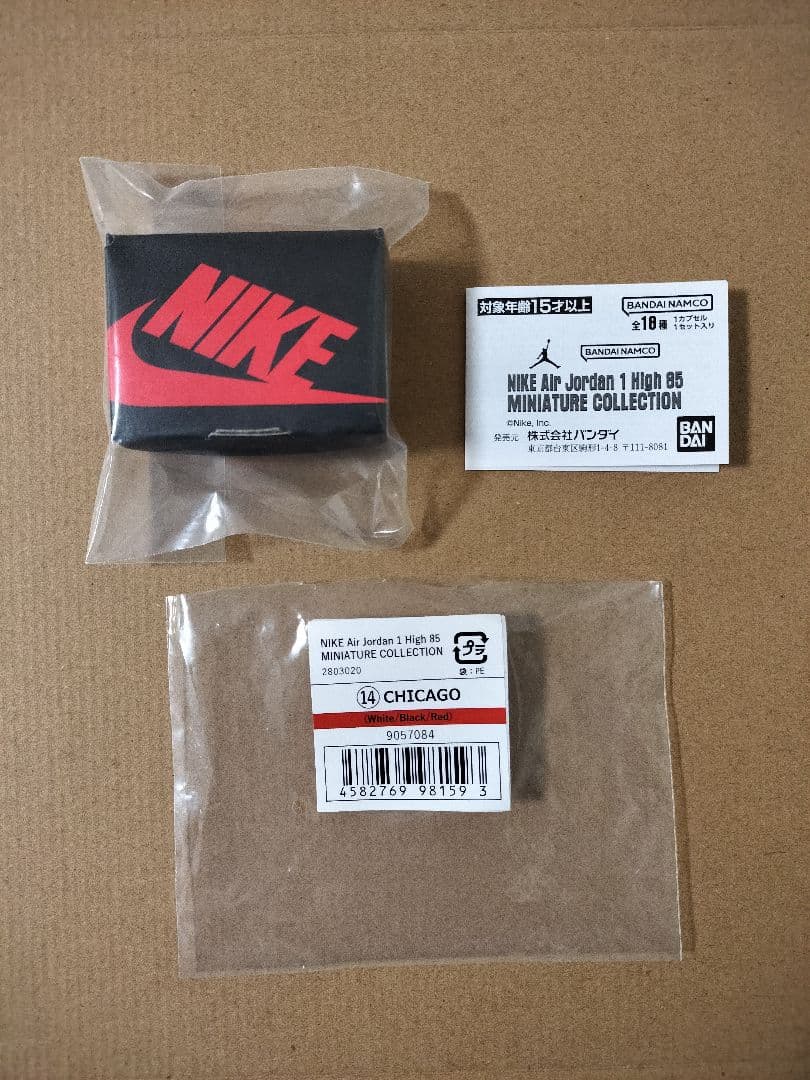 NIKE
対象年齢15才以上
BANDAI NAMCO
全18種
1カプセル
1セット入り
BANDAI NAMCO
NIKE Air Jordan 1 High 85
MINIATURE COLLECTION
©Nike, Inc.
発売元 株式会社バンダイ
東京都台東区駒形1-4-8 〒111-8081
BAN
DAI
NIKE Air Jordan 1 High 85
MINIATURE COLLECTION
2803020
プラ
袋：PE
⑭ CHICAGO
(White/Black/Red)
9057084
4582769 98159 3